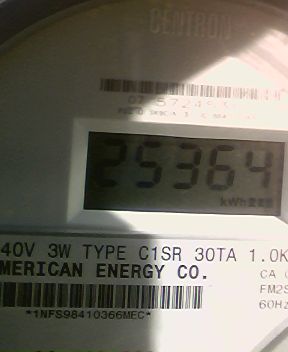 CENTRON
25364
kWh
40V 3W TYPE C1SR 30TA 1.0K
MERICAN ENERGY CO.
CA
FM2S
60Hz
*1NFS98410366MEC*